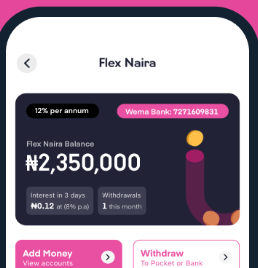 Flex Naira
12% per annum
Wema Bank: 7271609831
Flex Naira Balance
₦2,350,000
Interest in 3 days
Withdrawals
₦0.12 at (8% p.a)
1 this month
Add Money
Withdraw
View accounts
To Pocket or Bank